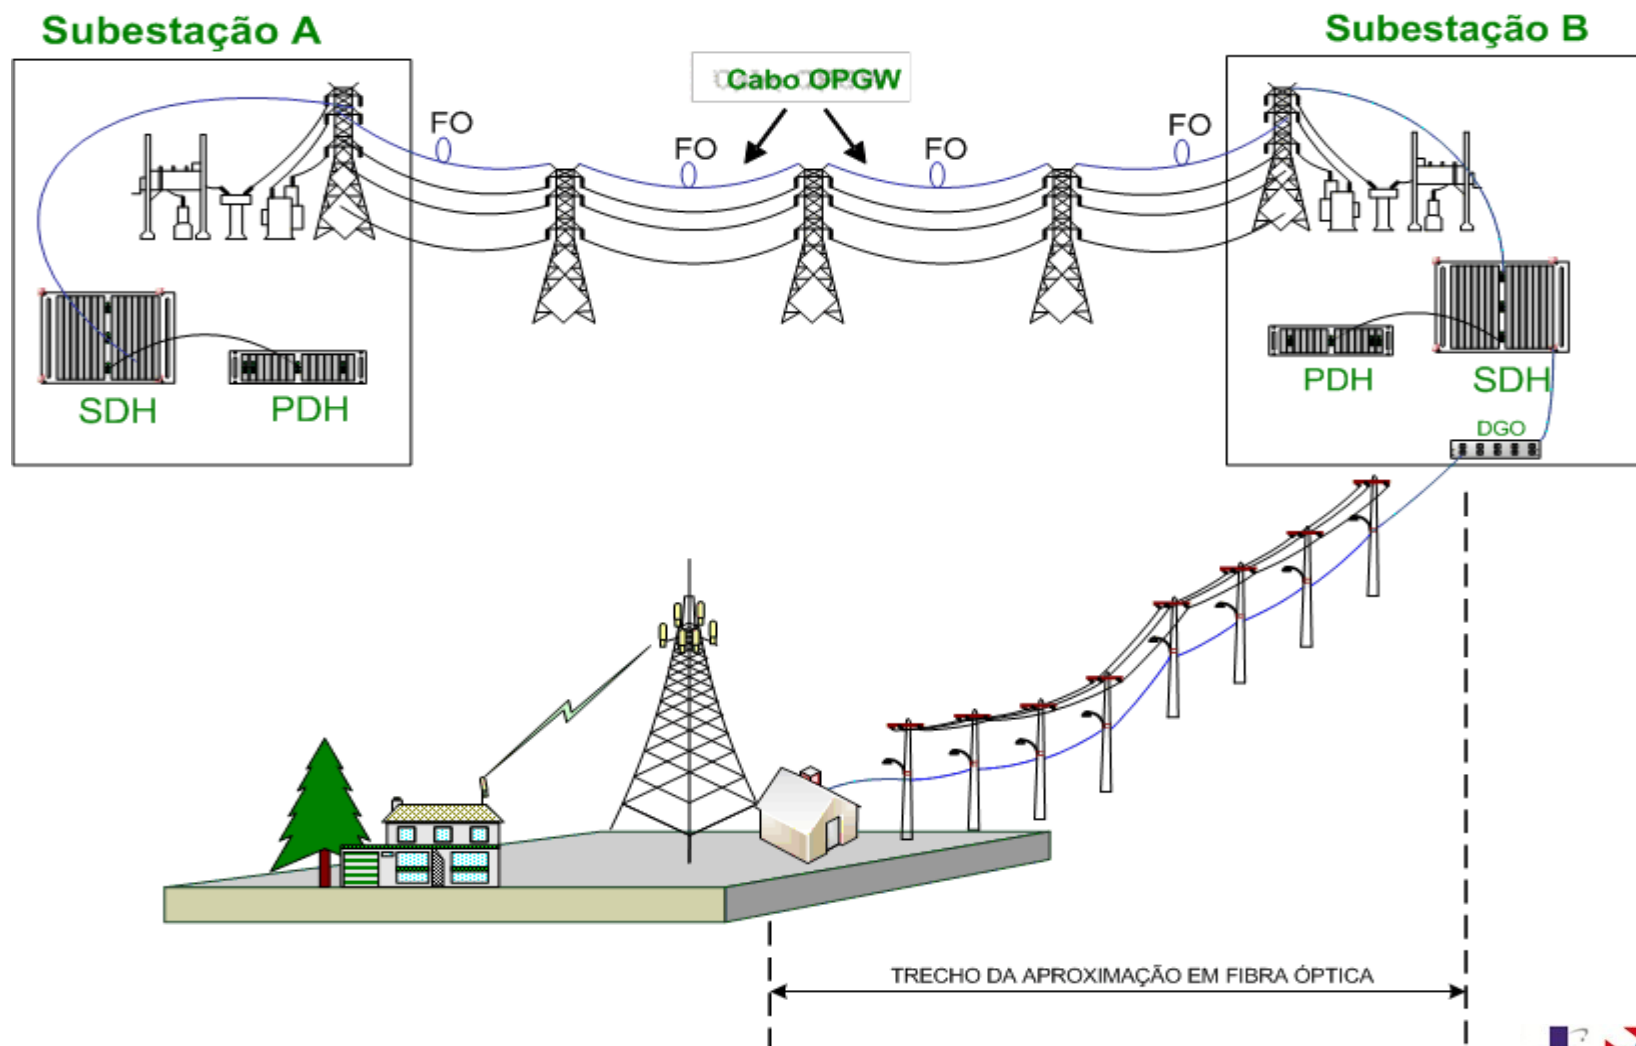 Subestação A
Subestação B
Cabo OPGW
FO
FO
FO
FO
SDH
PDH
PDH
SDH
DGO
TRECHO DA APROXIMAÇÃO EM FIBRA ÓPTICA